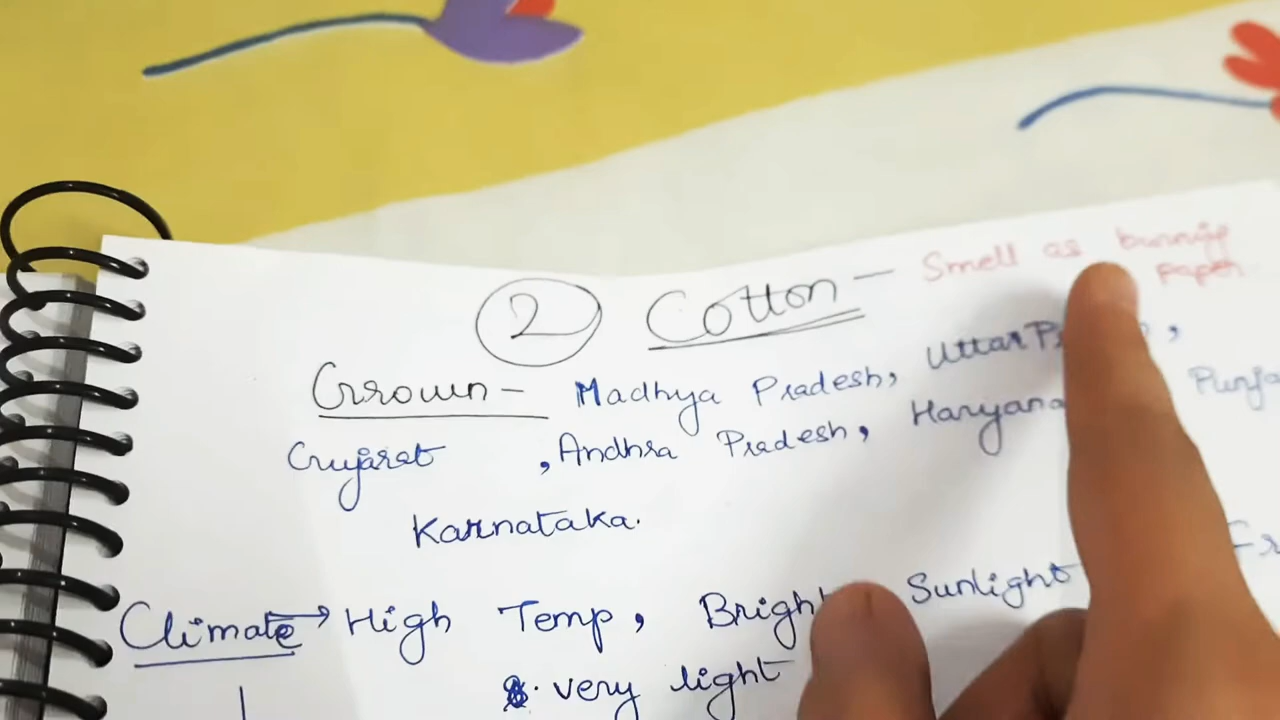 2 Cotton - Smell as burning
Paper
Grown - Madhya Pradesh, Uttar
Gujarat , Andhra Pradesh, Haryana
Karnataka.
Climate → High Temp, Bright Sunlight
very light